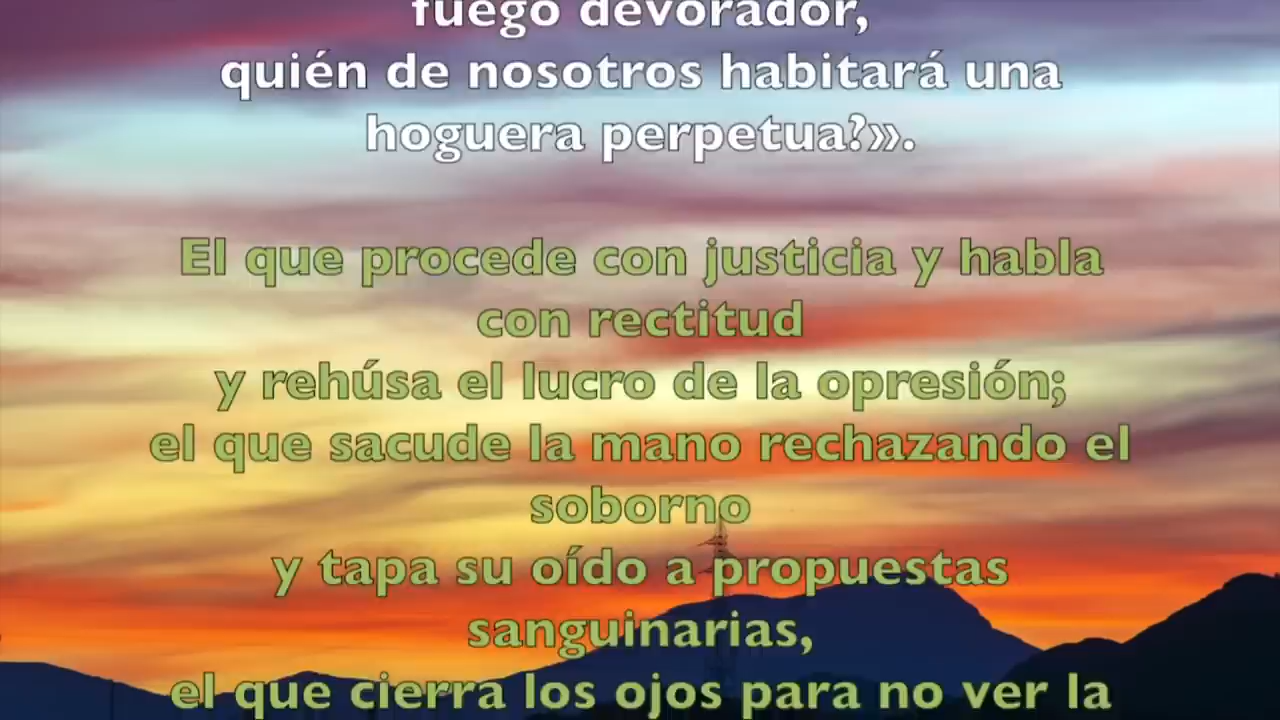 fuego devorador,
quién de nosotros habitará una
hoguera perpetua?».
El que procede con justicia y habla
con rectitud
y rehúsa el lucro de la opresión;
el que sacude la mano rechazando el
soborno
y tapa su oído a propuestas
sanguinarias,
el que cierra los ojos para no ver la